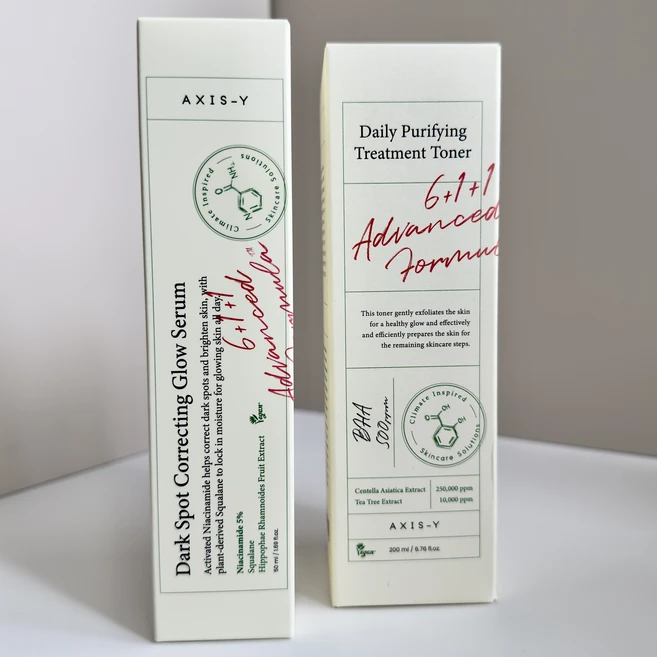 AXIS-Y
Climate Inspired
Skincare Solutions
NH₂
O
N
Dark Spot Correcting Glow Serum
Activated Niacinamide helps correct dark spots and brighten skin, with
plant-derived Squalane to lock in moisture for glowing skin all day.
6+1+1
Advanced
Formula
TM
Niacinamide 5%
Squalane
Hippophae Rhamnoides Fruit Extract
Vegan
50 ml / 1.69 fl.oz.
Daily Purifying
Treatment Toner
6+1+1
Advanced
Formul
This toner gently exfoliates the skin
for a healthy glow and effectively
and efficiently prepares the skin for
the remaining skincare steps.
BHA
500ppm
Climate Inspired
Skincare Solutions
O
OH
OH
Centella Asiatica Extract 250,000 ppm
Tea Tree Extract 10,000 ppm
AXIS-Y
Vegan
200 ml / 6.76 fl.oz.